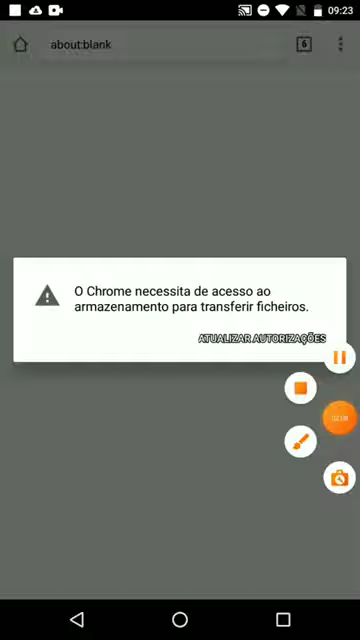 09:23
about:blank
6
O Chrome necessita de acesso ao
armazenamento para transferir ficheiros.
ATUALIZAR AUTORIZAÇÕES